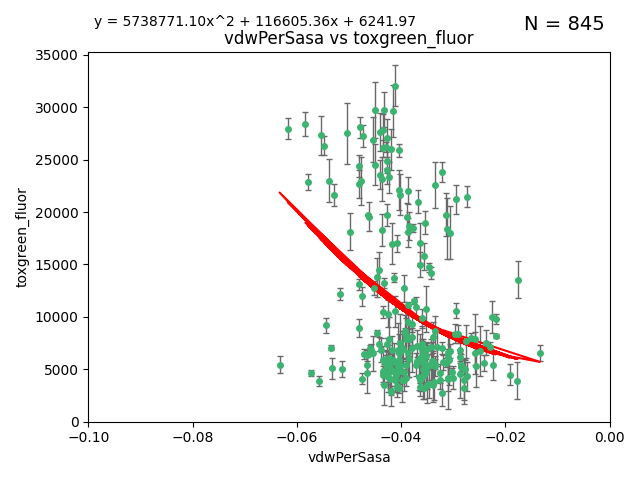 y = 5738771.10x^2 + 116605.36x + 6241.97
N = 845
vdwPerSasa vs toxgreen_fluor
35000
30000
25000
20000
15000
10000
5000
0
toxgreen_fluor
−0.10
−0.08
−0.06
−0.04
−0.02
0.00
vdwPerSasa